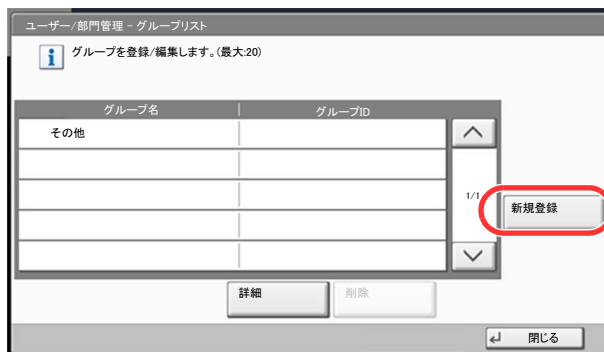 ユーザー/部門管理 - グループリスト
グループを登録/編集します。(最大:20)
グループ名 グループID
その他
1/1
新規登録
詳細 削除
閉じる